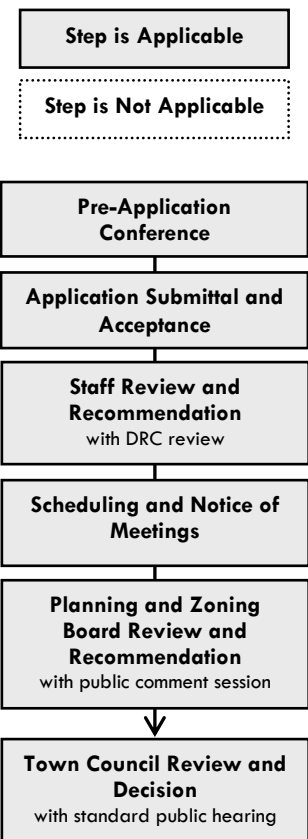 Step is Applicable
Step is Not Applicable
Pre-Application
Conference
Application Submittal and
Acceptance
Staff Review and
Recommendation
with DRC review
Scheduling and Notice of
Meetings
Planning and Zoning
Board Review and
Recommendation
with public comment session
Town Council Review and
Decision
with standard public hearing